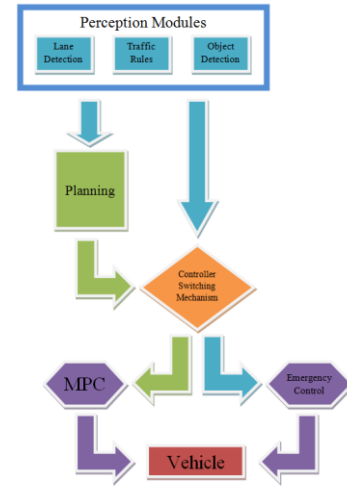 Perception Modules
Lane
Detection
Traffic
Rules
Object
Detection
Planning
Controller
Switching
Mechanism
MPC
Emergency
Control
Vehicle